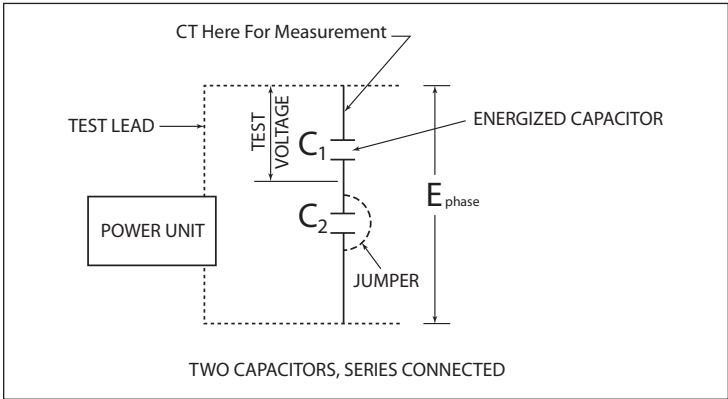 CT Here For Measurement
TEST LEAD
TEST
VOLTAGE
C1
ENERGIZED CAPACITOR
C2
E phase
POWER UNIT
JUMPER
TWO CAPACITORS, SERIES CONNECTED